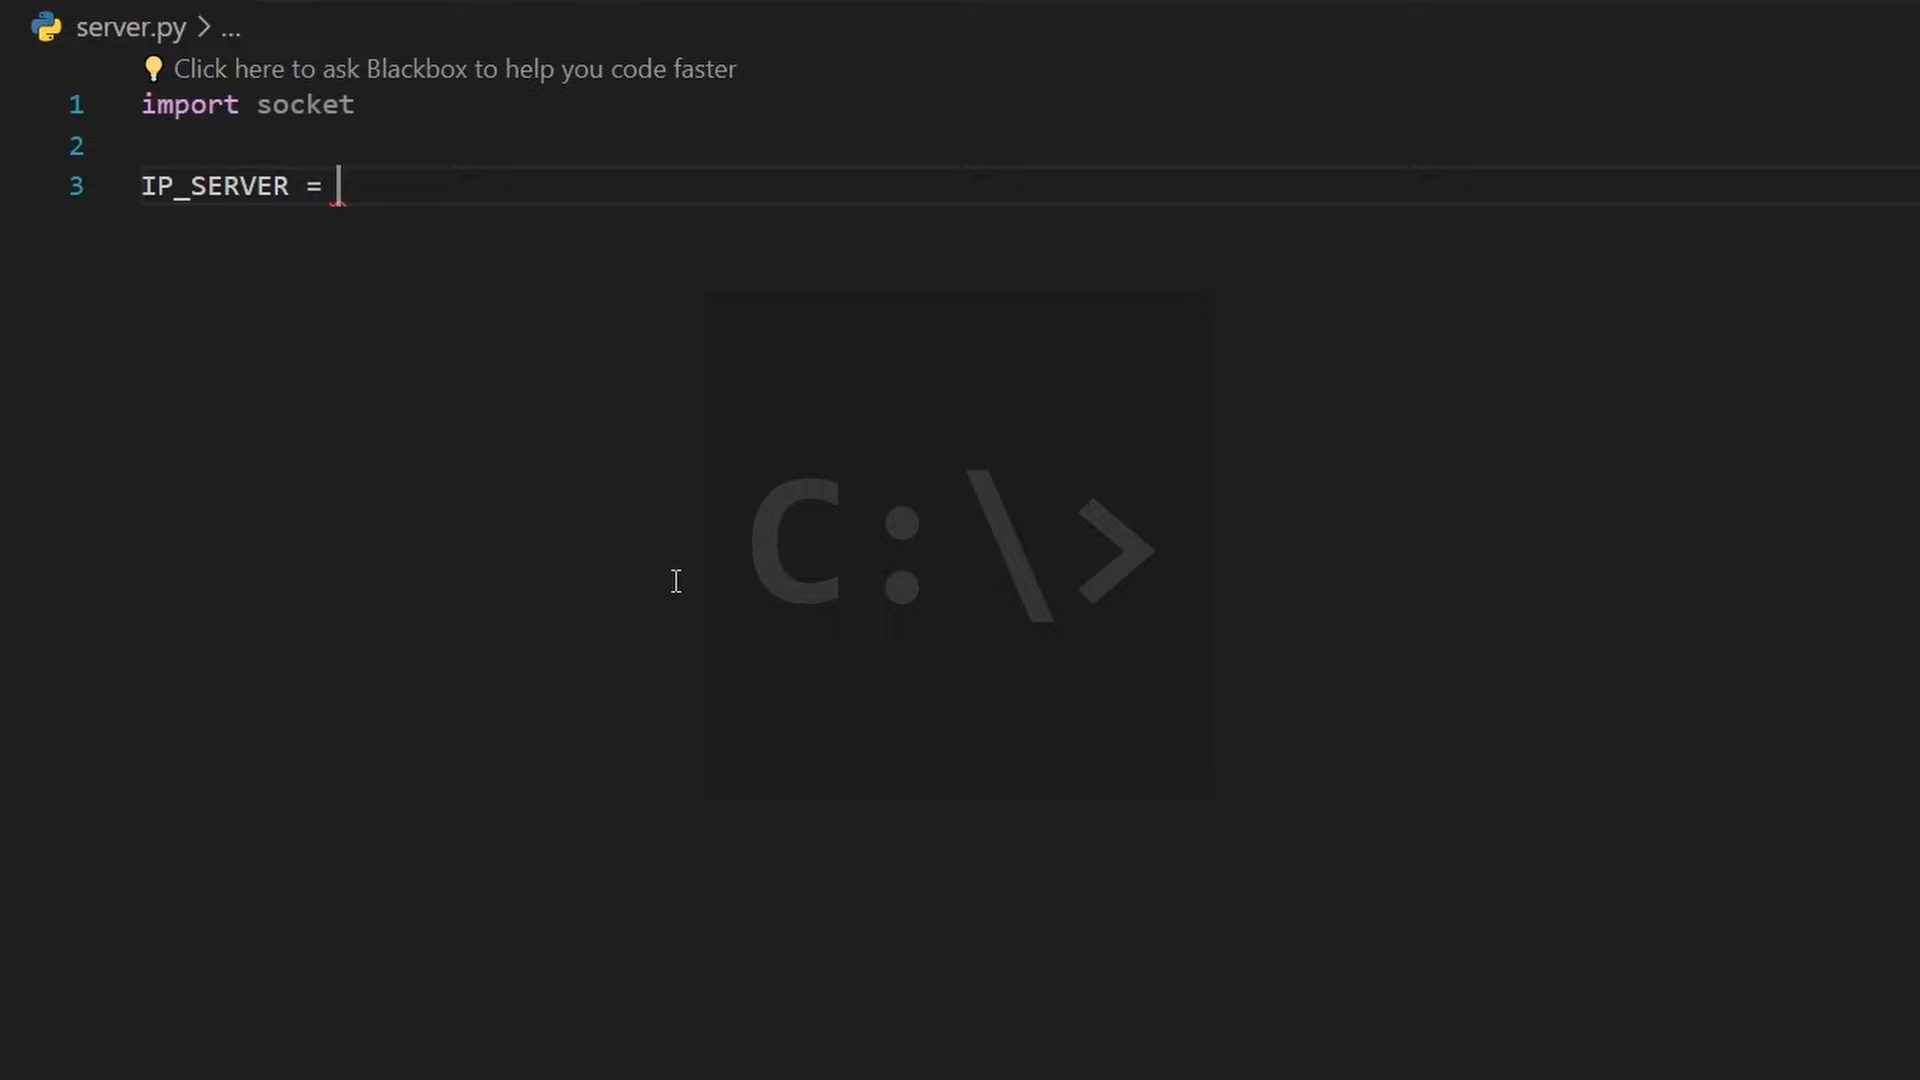 server.py > ...
Click here to ask Blackbox to help you code faster
1 import socket
2
3 IP_SERVER =
C:\>